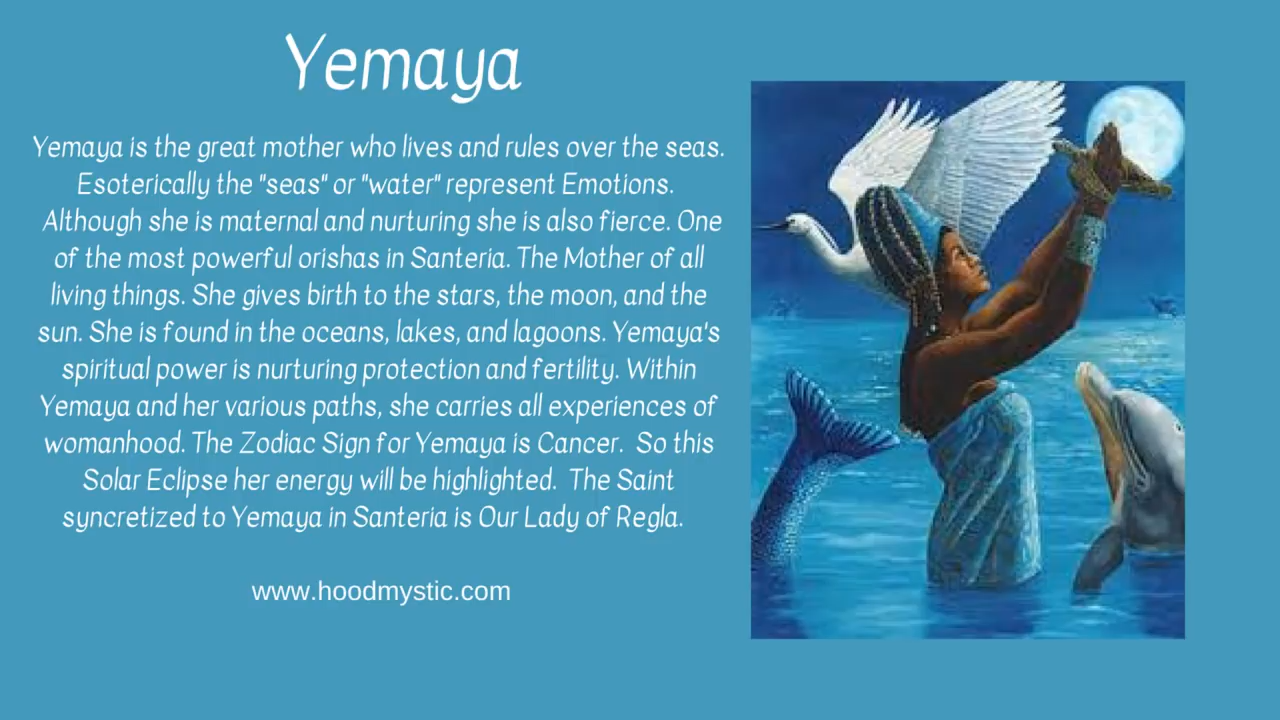 Yemaya
Yemaya is the great mother who lives and rules over the seas.
Esoterically the "seas" or "water" represent Emotions.
Although she is maternal and nurturing she is also fierce. One
of the most powerful orishas in Santeria. The Mother of all
living things. She gives birth to the stars, the moon, and the
sun. She is found in the oceans, lakes, and lagoons. Yemaya's
spiritual power is nurturing protection and fertility. Within
Yemaya and her various paths, she carries all experiences of
womanhood. The Zodiac Sign for Yemaya is Cancer.  So this
Solar Eclipse her energy will be highlighted.  The Saint
syncretized to Yemaya in Santeria is Our Lady of Regla.
www.hoodmystic.com